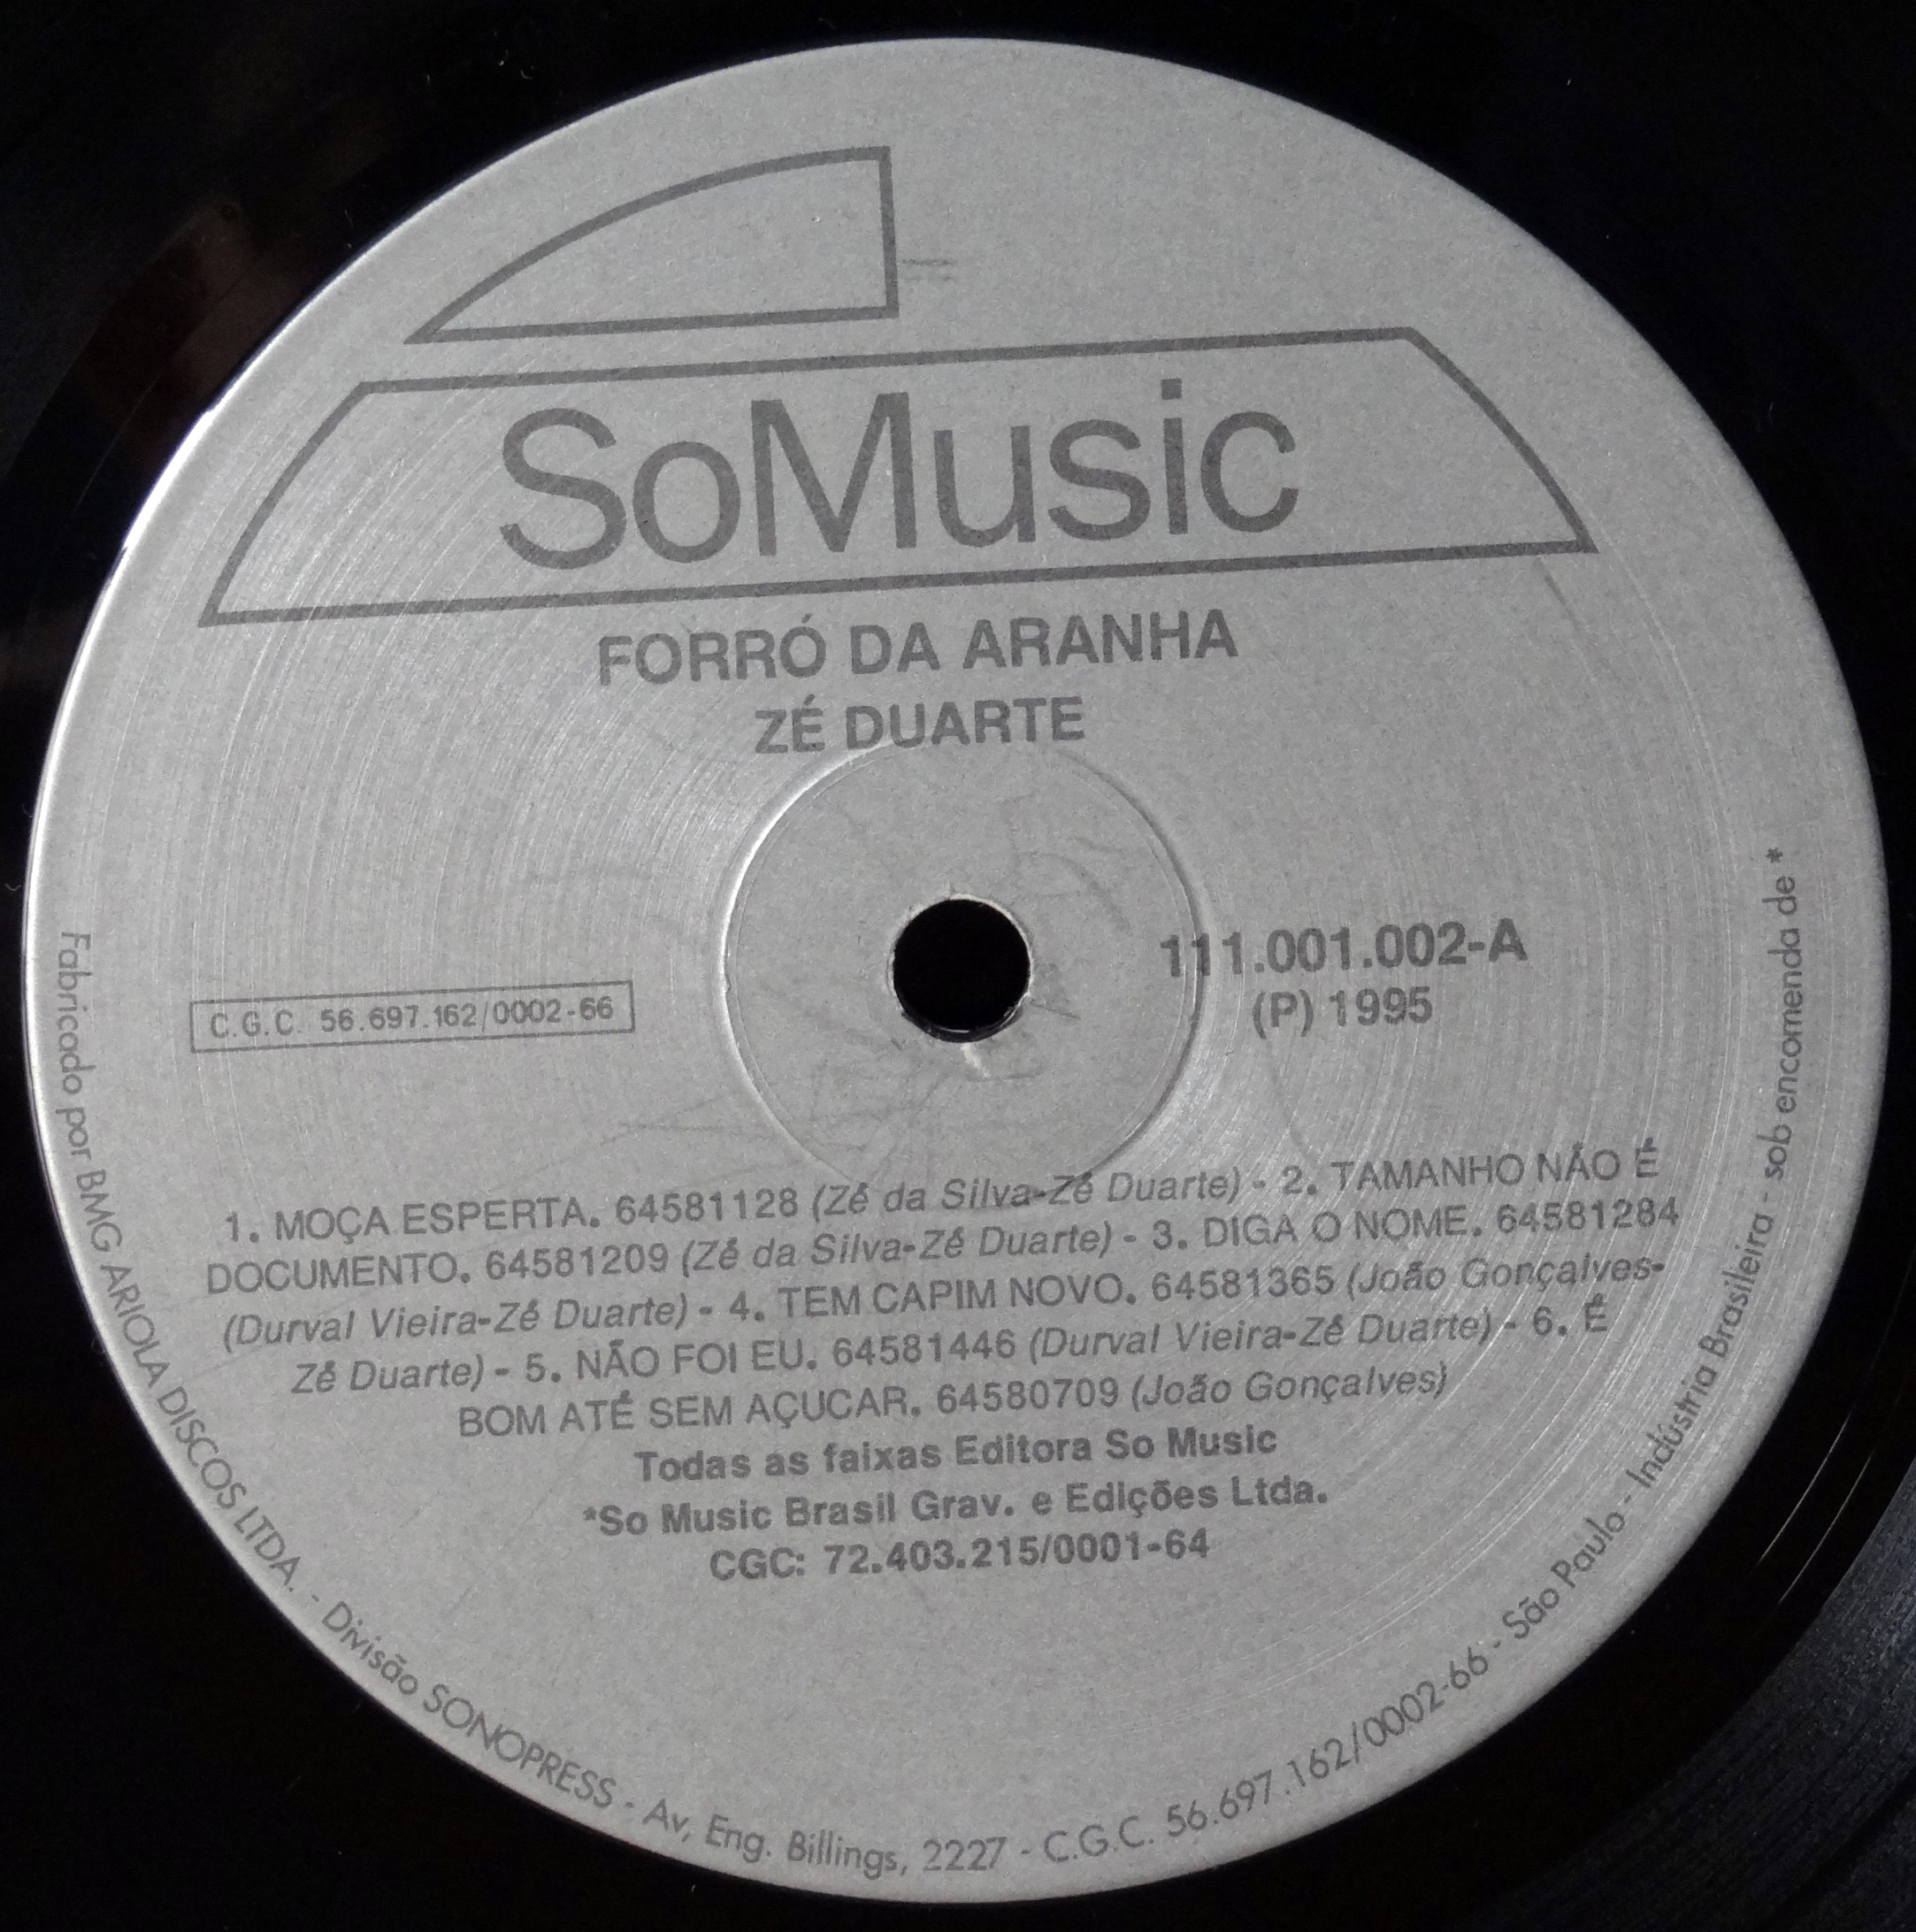 SoMusic
FORRÓ DA ARANHA
ZÉ DUARTE
111.001.002-A
(P) 1995
C.G.C. 56.697.162/0002-66
1. MOÇA ESPERTA. 64581128 (Zé da Silva-Zé Duarte) - 2. TAMANHO NÃO É
DOCUMENTO. 64581209 (Zé da Silva-Zé Duarte) - 3. DIGA O NOME. 64581284
(Durval Vieira-Zé Duarte) - 4. TEM CAPIM NOVO. 64581365 (João Gonçalves-
Zé Duarte) - 5. NÃO FOI EU. 64581446 (Durval Vieira-Zé Duarte) - 6. É
BOM ATÉ SEM AÇUCAR. 64580709 (João Gonçalves)
Todas as faixas Editora So Music
*So Music Brasil Grav. e Edições Ltda.
CGC: 72.403.215/0001-64
Fabricado por BMG ARIOLA DISCOS LTDA. - Divisão SONOPRESS - Av, Eng. Billings, 2227 - C.G.C. 56.697.162/0002-66 - São Paulo - Indústria Brasileira - sob encomenda de *